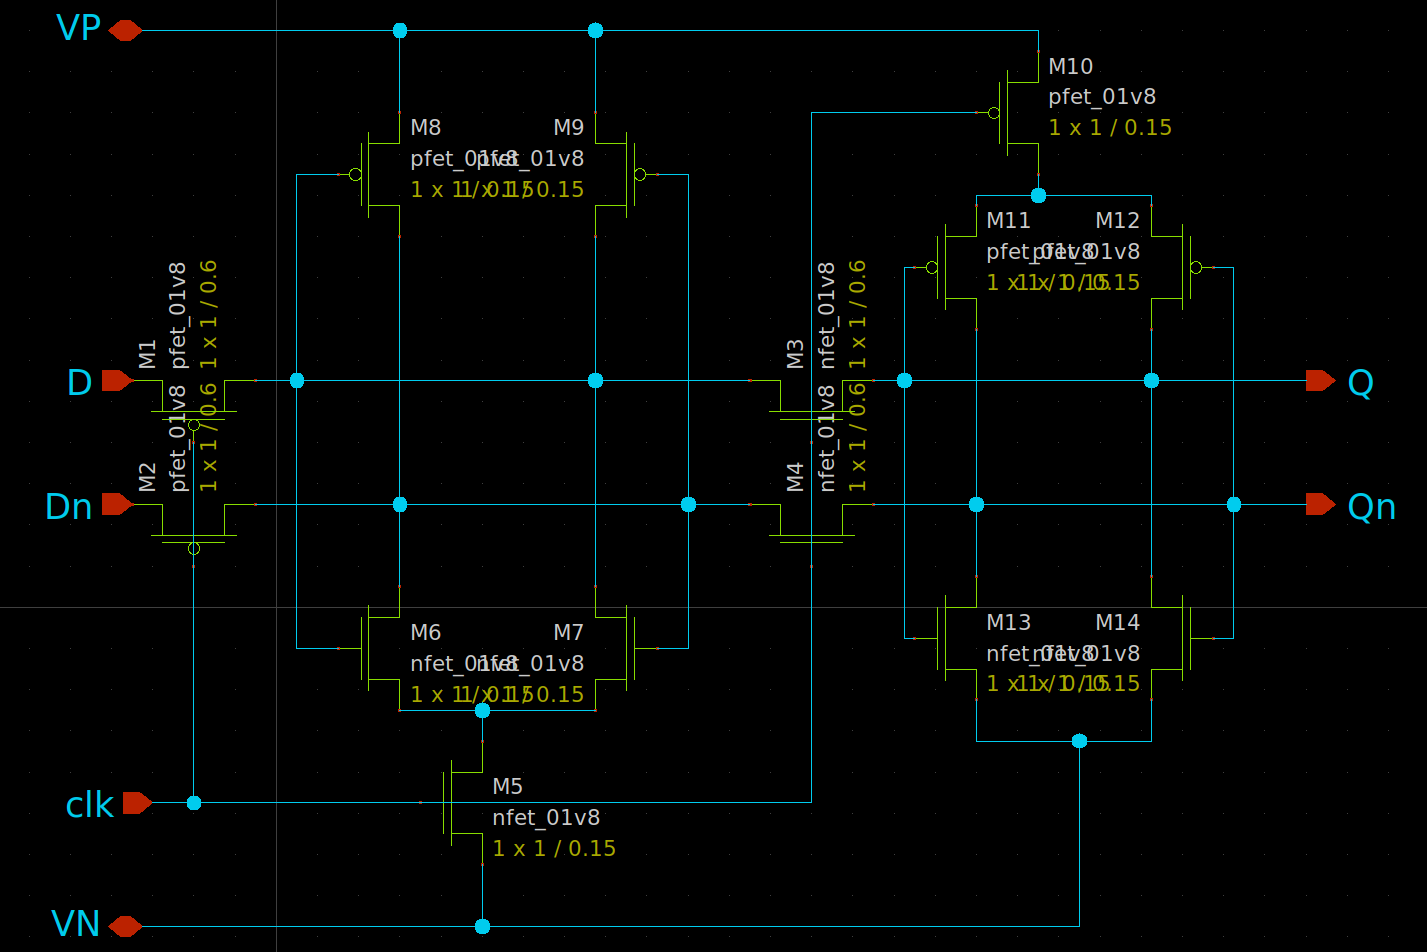 VP
M10
pfet_01v8
1 x 1 / 0.15
M8
pfet_01v8
1 x 1 / 0.15
M9
pfet_01v8
1 x 1 / 0.15
M11
pfet_01v8
1 x 1 / 0.15
M12
pfet_01v8
1 x 1 / 0.15
M1
pfet_01v8
1 x 1 / 0.6
M3
nfet_01v8
1 x 1 / 0.6
D
Q
M2
pfet_01v8
1 x 1 / 0.6
M4
nfet_01v8
1 x 1 / 0.6
Dn
Qn
M6
nfet_01v8
1 x 1 / 0.15
M7
nfet_01v8
1 x 1 / 0.15
M13
nfet_01v8
1 x 1 / 0.15
M14
nfet_01v8
1 x 1 / 0.15
clk
M5
nfet_01v8
1 x 1 / 0.15
VN